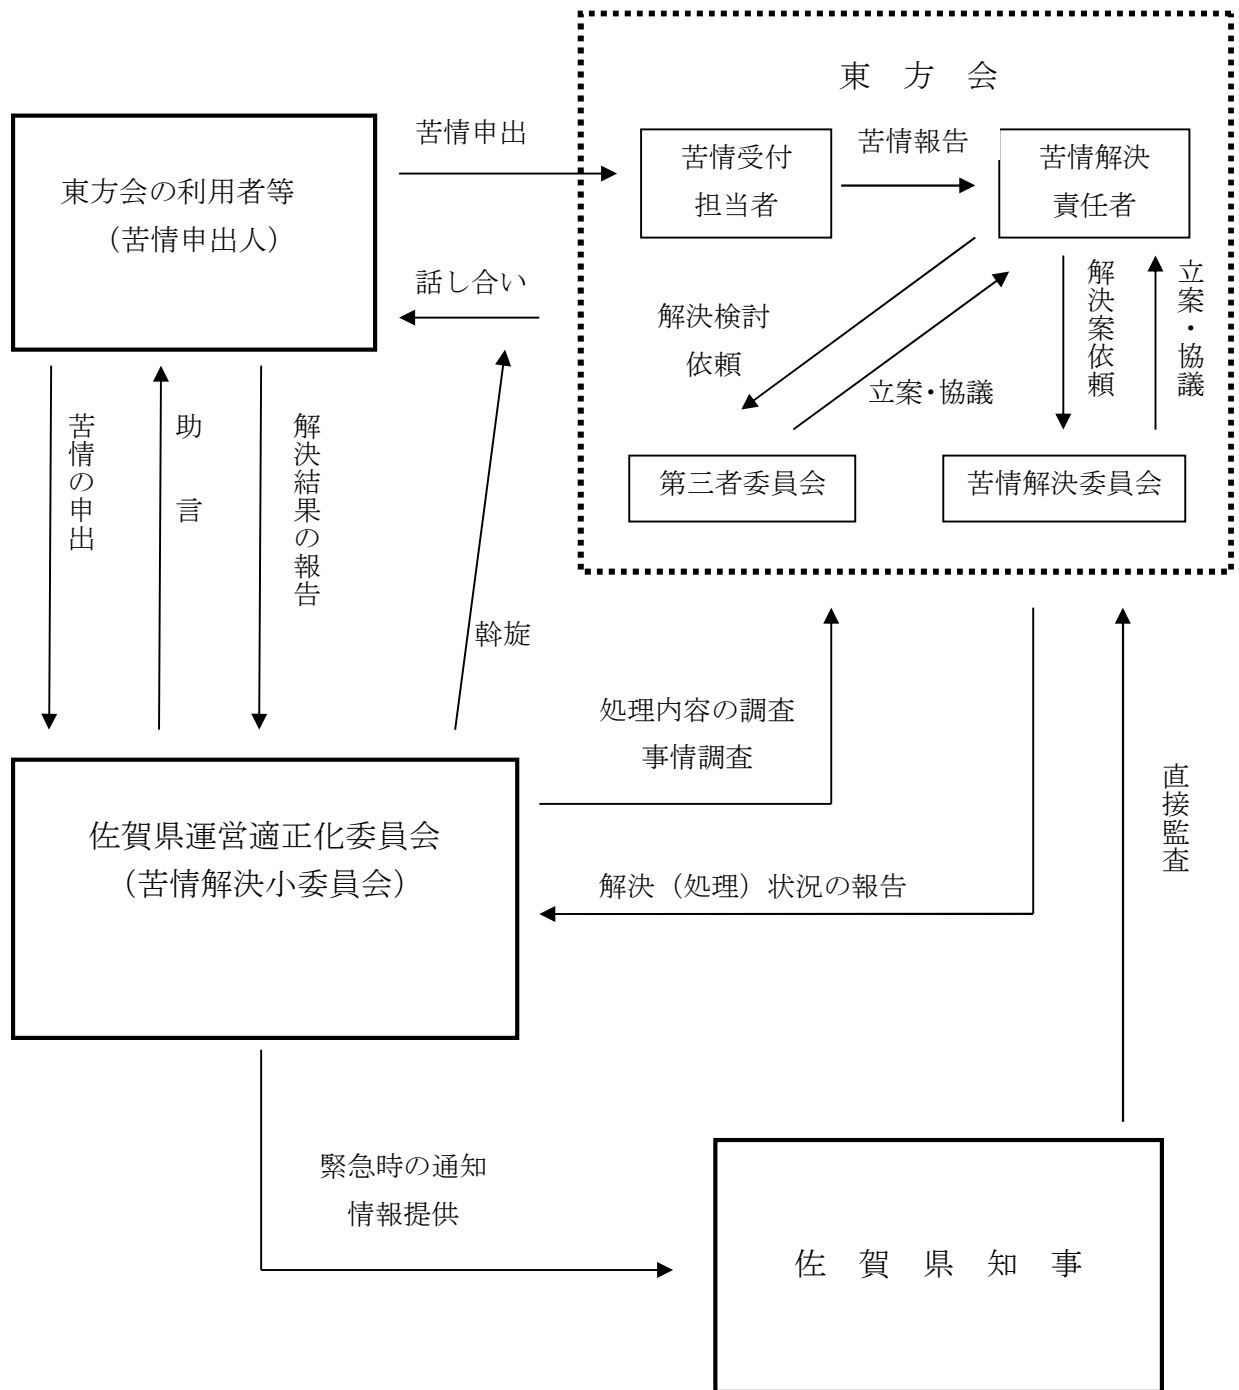 東　方　会
苦情申出
苦情受付
担当者
苦情報告
苦情解決
責任者
東方会の利用者等
（苦情申出人）
話し合い
解決検討
依頼
立案・協議
解決案依頼
立案・協議
第三者委員会
苦情解決委員会
苦情の申出
助　言
解決結果の報告
斡旋
処理内容の調査
事情調査
直接監査
佐賀県運営適正化委員会
（苦情解決小委員会）
解決（処理）状況の報告
緊急時の通知
情報提供
佐　賀　県　知　事